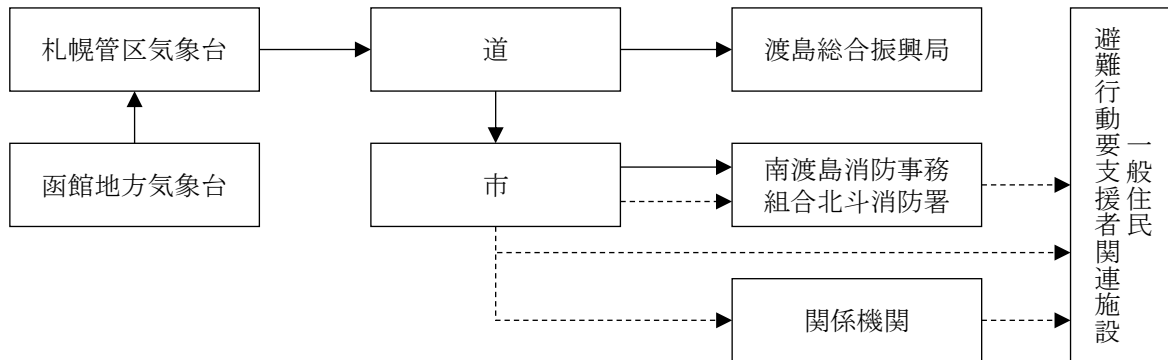 札幌管区気象台
道
渡島総合振興局
函館地方気象台
市
南渡島消防事務
組合北斗消防署
関係機関
一般住民
避難行動要支援者関連施設